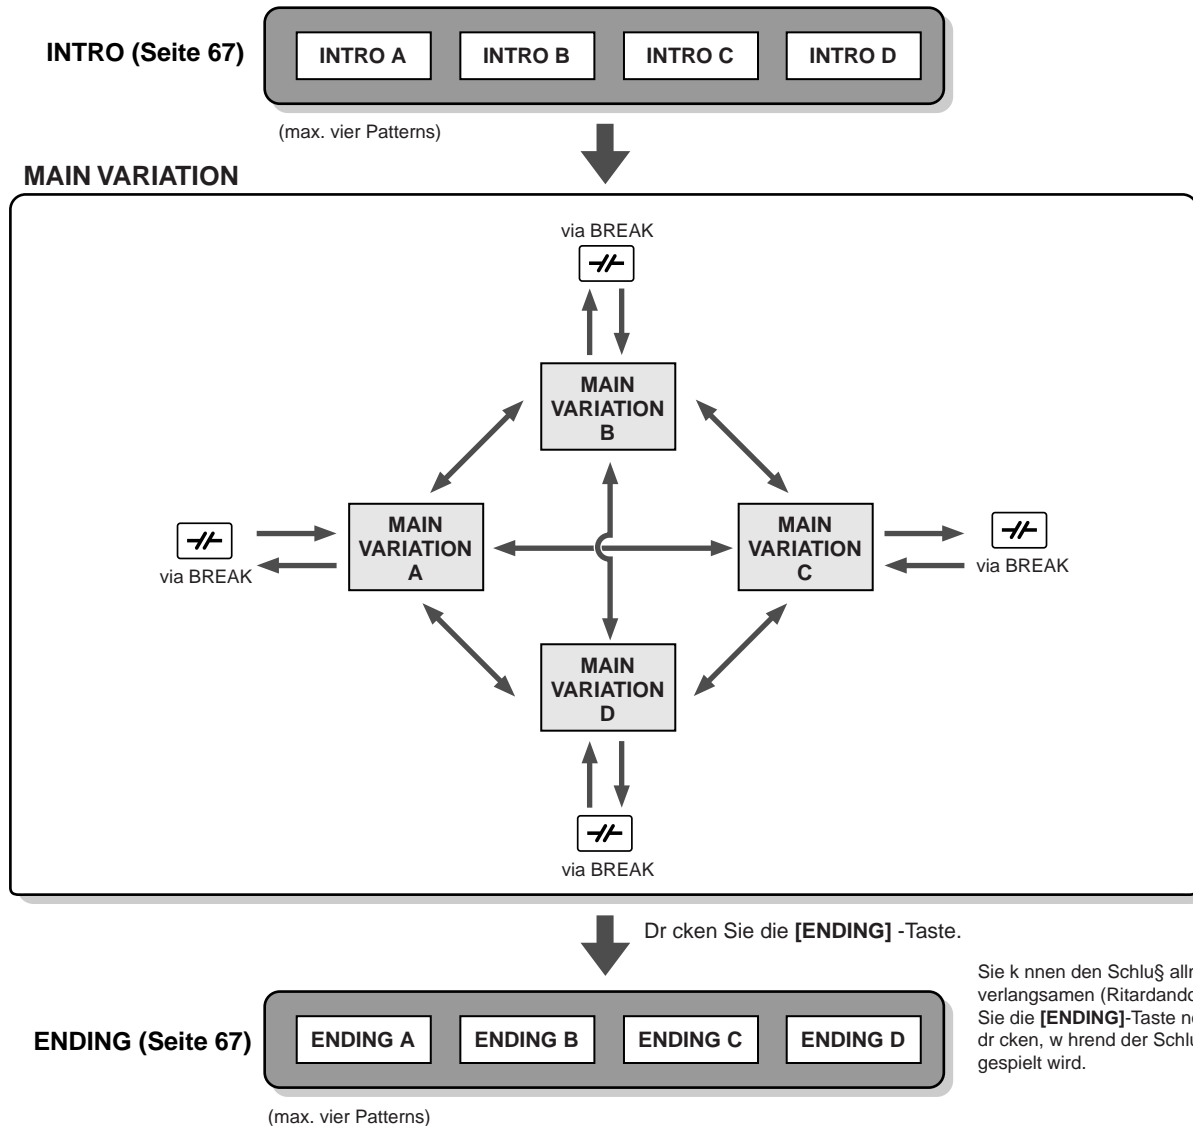 INTRO (Seite 67)
INTRO A
INTRO B
INTRO C
INTRO D
(max. vier Patterns)
MAIN VARIATION
via BREAK
MAIN
VARIATION
B
via BREAK
MAIN
VARIATION
A
MAIN
VARIATION
C
via BREAK
MAIN
VARIATION
D
via BREAK
Dr cken Sie die [ENDING] -Taste.
Sie k nnen den Schlu§
verlangsamen (Ritardando
Sie die [ENDING]-Taste
dr cken, w hrend der
gespielt wird.
ENDING (Seite 67)
ENDING A
ENDING B
ENDING C
ENDING D
(max. vier Patterns)